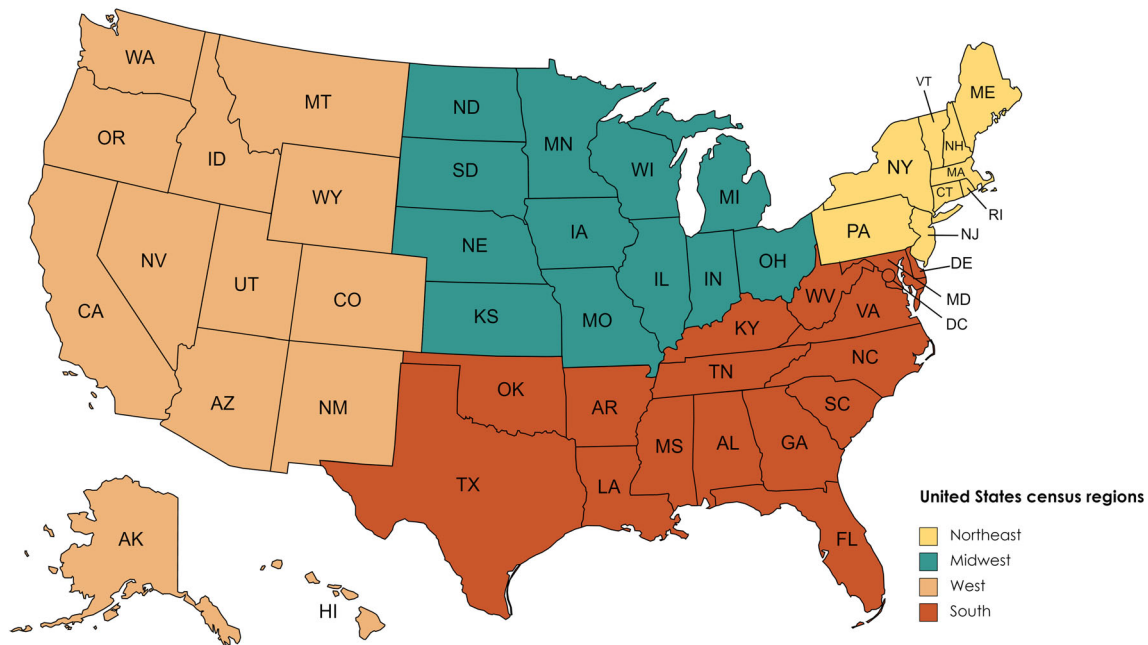 WA
MT
ND
MN
ME
VT
OR
ID
SD
WI
NH
NY
MA
WY
MI
CT
RI
NE
IA
PA
NJ
NV
UT
IL
IN
OH
DE
CA
CO
WV
MD
KS
MO
VA
DC
KY
NC
TN
OK
AZ
NM
AR
SC
MS
AL
GA
TX
LA
United States census regions
Northeast
AK
FL
Midwest
West
HI
South